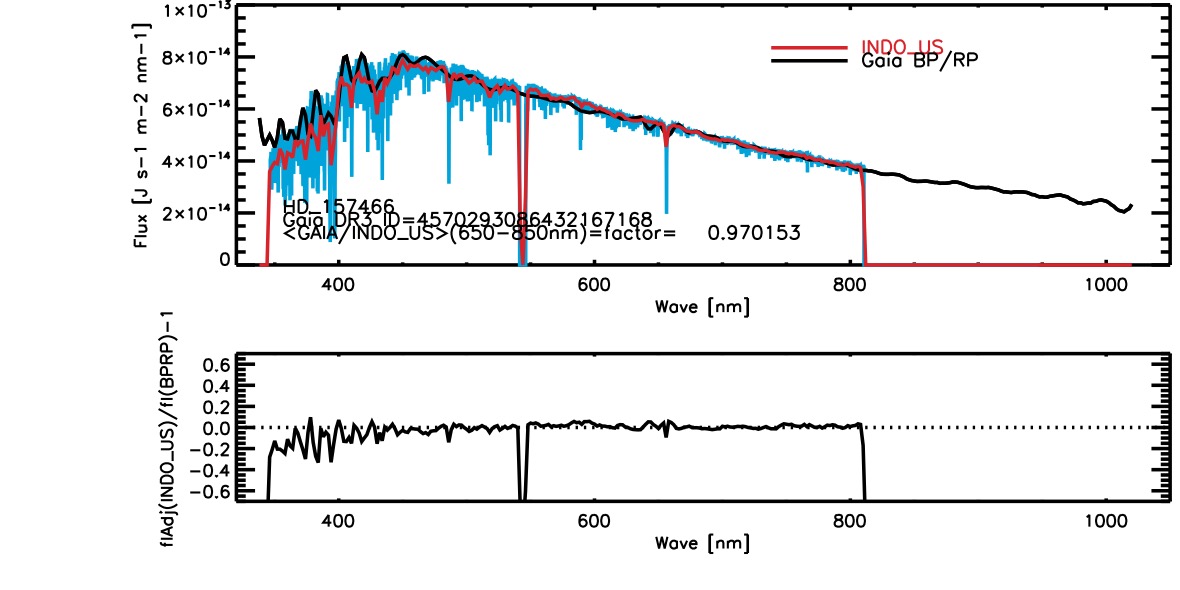 1×10−13
8×10−14
6×10−14
4×10−14
2×10−14
0
Flux [J s−1 m−2 nm−1]
INDO_US
Gaia BP/RP
HD_157466
Gaia DR3 ID=4570293086432167168
<GAIA/INDO_US>(650−850nm)=factor= 0.970153
400 600 800 1000
Wave [nm]
flAdj(INDO_US)/fl(BPRP)−1
0.6
0.4
0.2
0.0
−0.2
−0.4
−0.6
400 600 800 1000
Wave [nm]